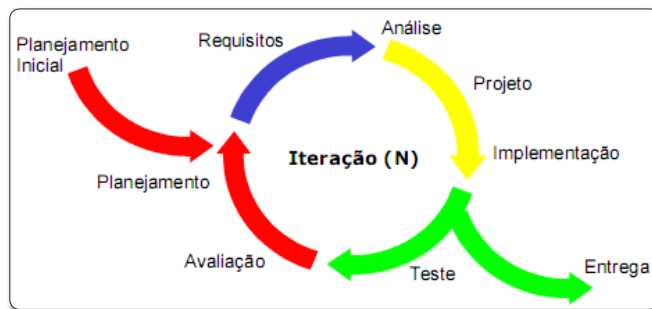 Planejamento
Inicial
Requisitos
Análise
Projeto
Iteração (N)
Implementação
Planejamento
Avaliação
Teste
Entrega